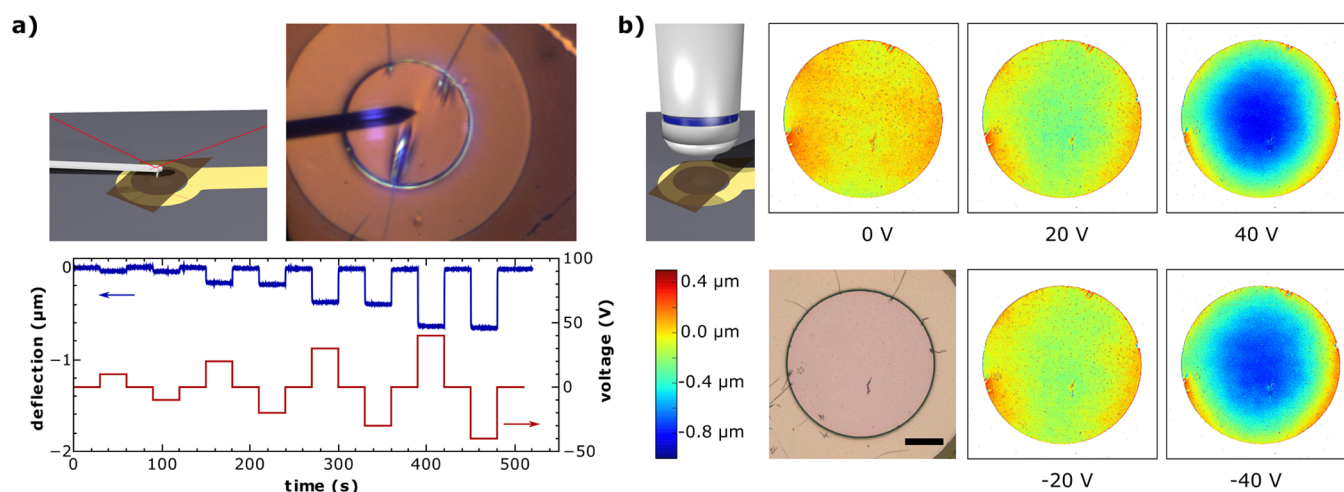 a)
b)
0 V
20 V
40 V
0
−1
−2
deflection (µm)
100
50
0
−50
voltage (V)
0
100
200
300
400
500
time (s)
0.4 µm
0.0 µm
-0.4 µm
-0.8 µm
-20 V
-40 V